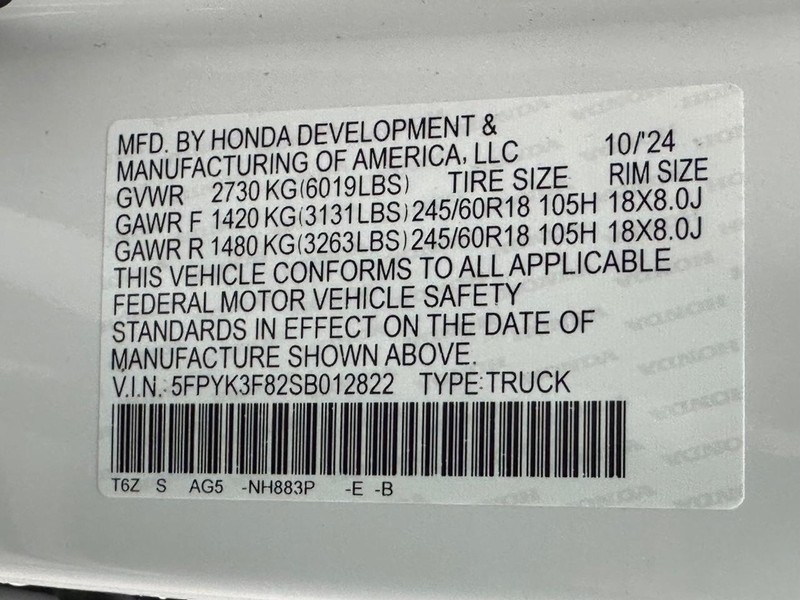 MFD. BY HONDA DEVELOPMENT &
MANUFACTURING OF AMERICA, LLC 10/'24
GVWR 2730 KG(6019LBS) TIRE SIZE RIM SIZE
GAWR F 1420 KG(3131LBS) 245/60R18 105H 18X8.0J
GAWR R 1480 KG(3263LBS) 245/60R18 105H 18X8.0J
THIS VEHICLE CONFORMS TO ALL APPLICABLE
FEDERAL MOTOR VEHICLE SAFETY
STANDARDS IN EFFECT ON THE DATE OF
MANUFACTURE SHOWN ABOVE.
V.I.N.: 5FPYK3F82SB012822 TYPE: TRUCK
T6Z S AG5 -NH883P -E -B